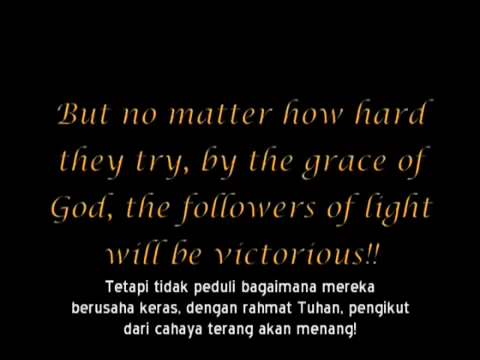 But no matter how hard
they try, by the grace of
God, the followers of light
will be victorious!!
Tetapi tidak peduli bagaimana mereka
berusaha keras, dengan rahmat Tuhan, pengikut
dari cahaya terang akan menang!